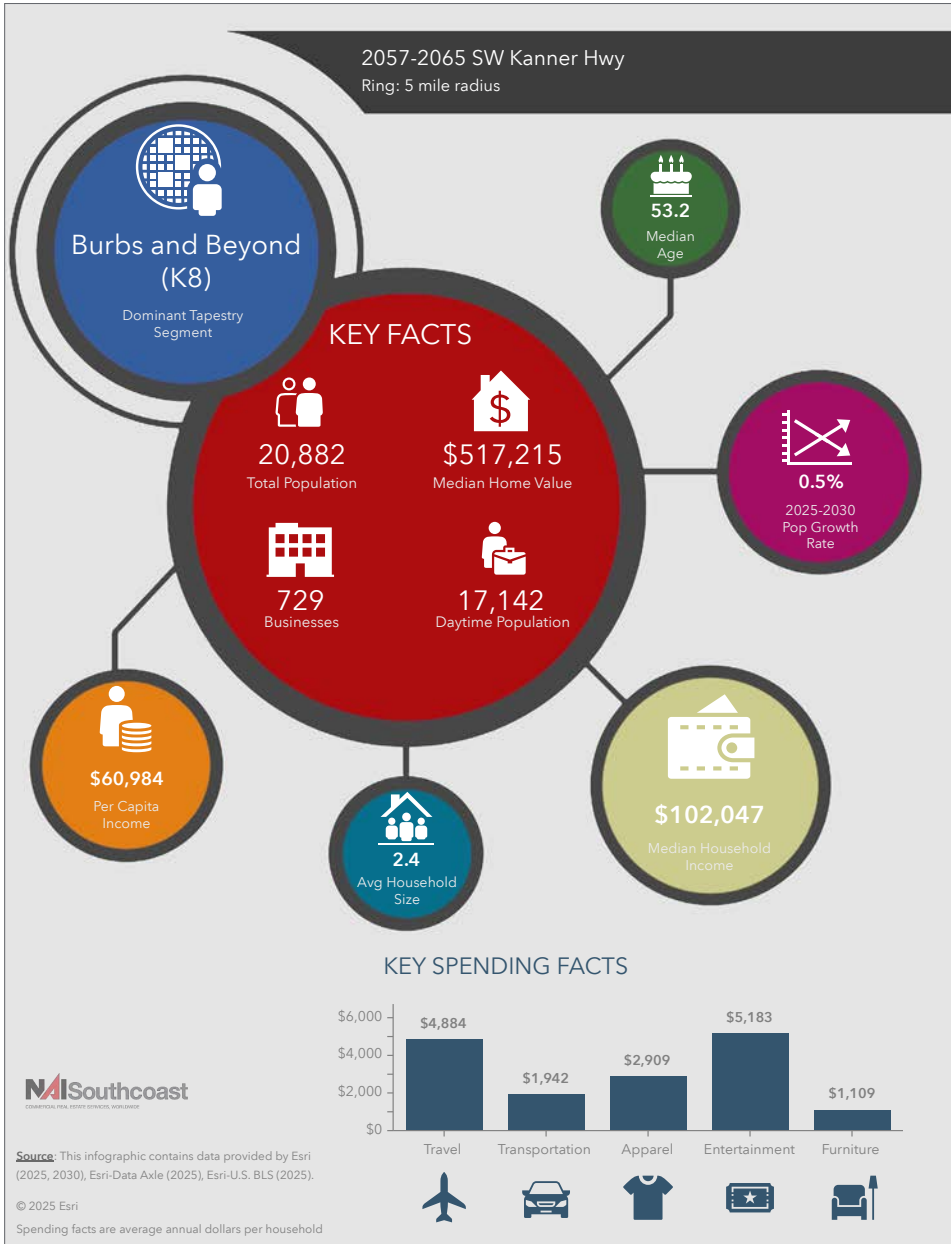 2057-2065 SW Kanner Hwy
Ring: 5 mile radius
Burbs and Beyond
(K8)
Dominant Tapestry
Segment
53.2
Median
Age
KEY FACTS
$
20,882
Total Population
$517,215
Median Home Value
729
Businesses
17,142
Daytime Population
0.5%
2025-2030
Pop Growth
Rate
$60,984
Per Capita
Income
2.4
Avg Household
Size
$102,047
Median Household
Income
KEY SPENDING FACTS
$6,000
$4,000
$2,000
$0
$4,884
$1,942
$2,909
$5,183
$1,109
Travel
Transportation
Apparel
Entertainment
Furniture
NAISouthcoast
COMMERCIAL REAL ESTATE SERVICES, WORLDWIDE
Source: This infographic contains data provided by Esri
(2025, 2030), Esri-Data Axle (2025), Esri-U.S. BLS (2025).
© 2025 Esri
Spending facts are average annual dollars per household